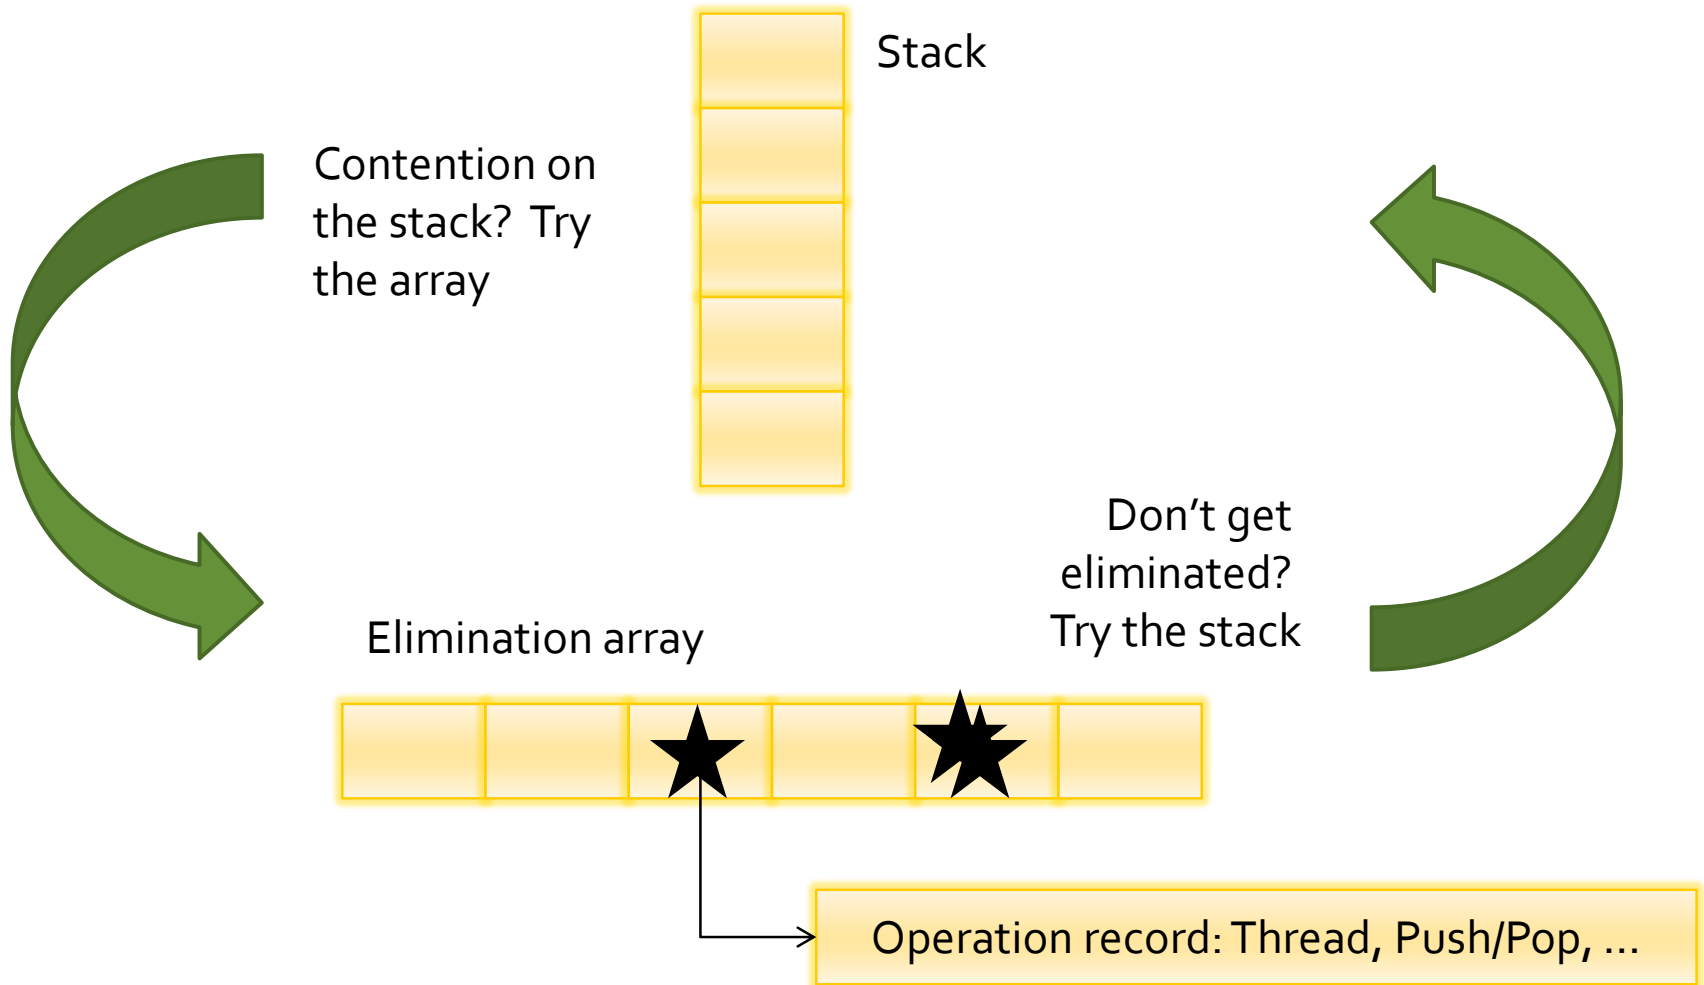 Stack
Contention on
the stack?  Try
the array
Don’t get
eliminated?
Try the stack
Elimination array
Operation record: Thread, Push/Pop, …